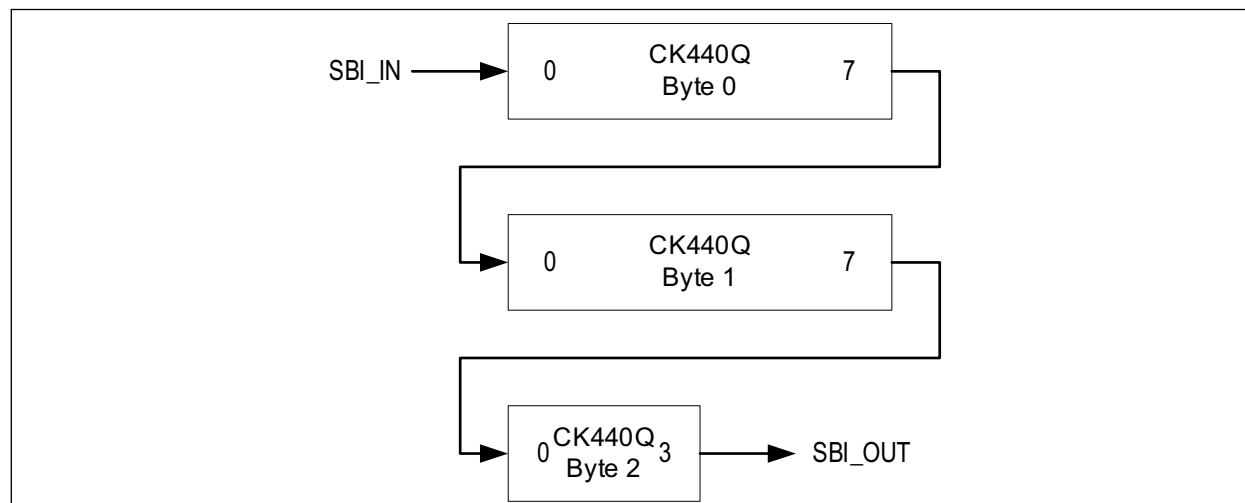 SBI_IN
0 CK440Q 7
Byte 0
0 CK440Q 7
Byte 1
0 CK440Q 3
Byte 2
SBI_OUT